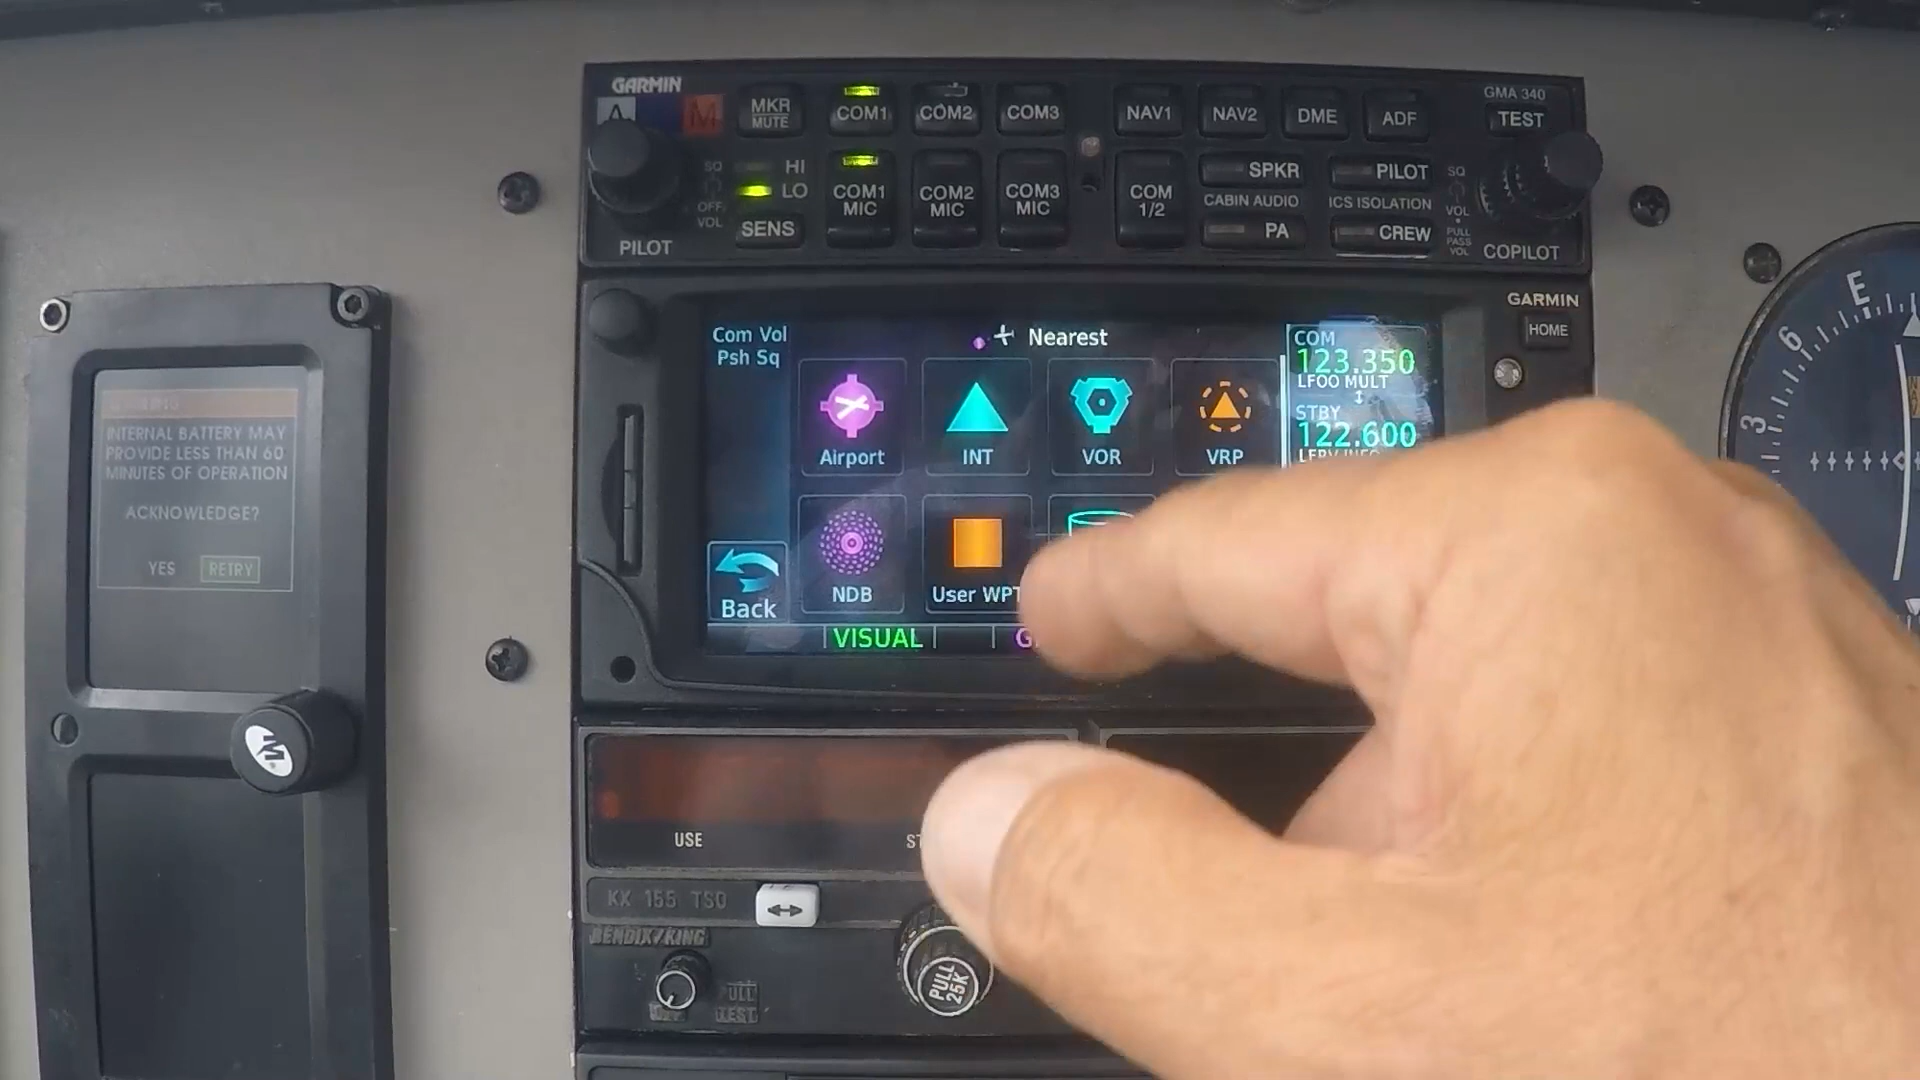 GARMIN
A M
MKR
MUTE
COM1
COM2
COM3
NAV1
NAV2
DME
ADF
GMA 340
TEST
SQ
OFF
VOL
PILOT
HI
LO
SENS
COM1
MIC
COM2
MIC
COM3
MIC
COM
1/2
SPKR
CABIN AUDIO
PA
PILOT
ICS ISOLATION
CREW
SQ
VOL
PULL
PASS
VOL
COPILOT
INTERNAL BATTERY MAY
PROVIDE LESS THAN 60
MINUTES OF OPERATION
ACKNOWLEDGE?
YES RETRY
M
GARMIN
HOME
Com Vol
Psh Sq
Nearest
Airport
INT
VOR
VRP
NDB
User WPT
Back
VISUAL
COM
123.350
LFOO MULT
STBY
122.600
USE
KX 155 TSO
BENDIX/KING
PULL
TEST
PULL
25K
E
6
3